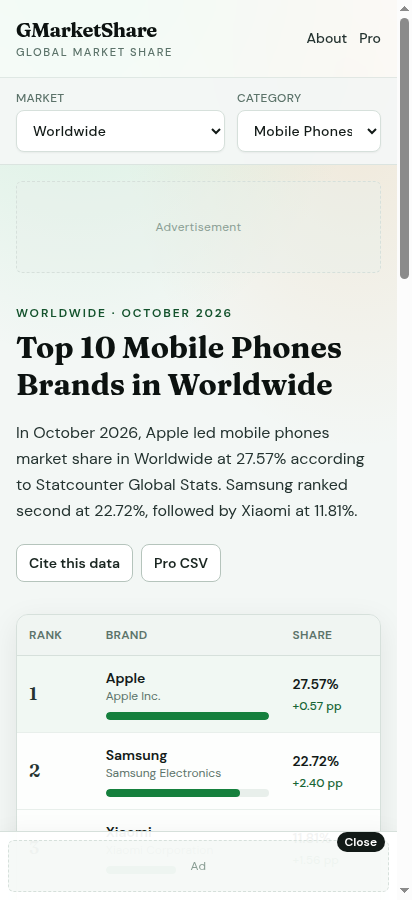 GMarketShare
GLOBAL MARKET SHARE
About Pro
MARKET CATEGORY
Worldwide Mobile Phones
Advertisement
WORLDWIDE · OCTOBER 2026
Top 10 Mobile Phones
Brands in Worldwide
In October 2026, Apple led mobile phones
market share in Worldwide at 27.57% according
to Statcounter Global Stats. Samsung ranked
second at 22.72%, followed by Xiaomi at 11.81%.
Cite this data Pro CSV
RANK BRAND SHARE
1 Apple 27.57%
Apple Inc. +0.57 pp
2 Samsung 22.72%
Samsung Electronics +2.40 pp
3 Xiaomi 11.81%
Close
Ad